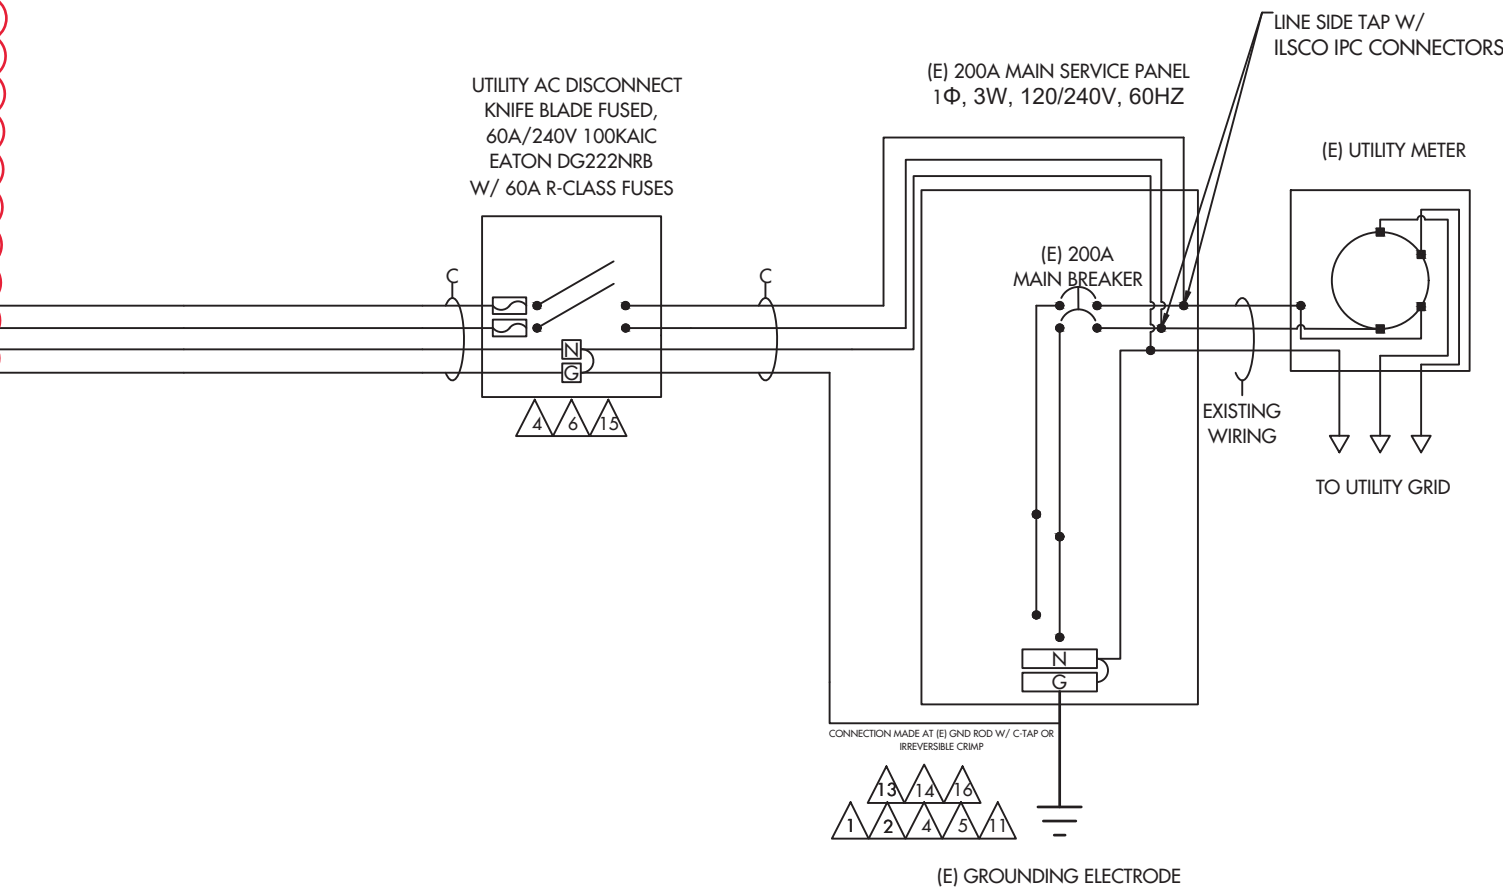 LINE SIDE TAP W/
ILSCO IPC CONNECTORS
(E) 200A MAIN SERVICE PANEL
1Φ, 3W, 120/240V, 60HZ
UTILITY AC DISCONNECT
KNIFE BLADE FUSED,
60A/240V 100KAIC
EATON DG222NRB
W/ 60A R-CLASS FUSES
(E) UTILITY METER
(E) 200A
MAIN BREAKER
C
C
N
G
4 6 15
EXISTING
WIRING
TO UTILITY GRID
N
G
CONNECTION MADE AT (E) GND ROD W/ C-TAP OR
IRREVERSIBLE CRIMP
13 14 16
1 2 4 5 11
(E) GROUNDING ELECTRODE